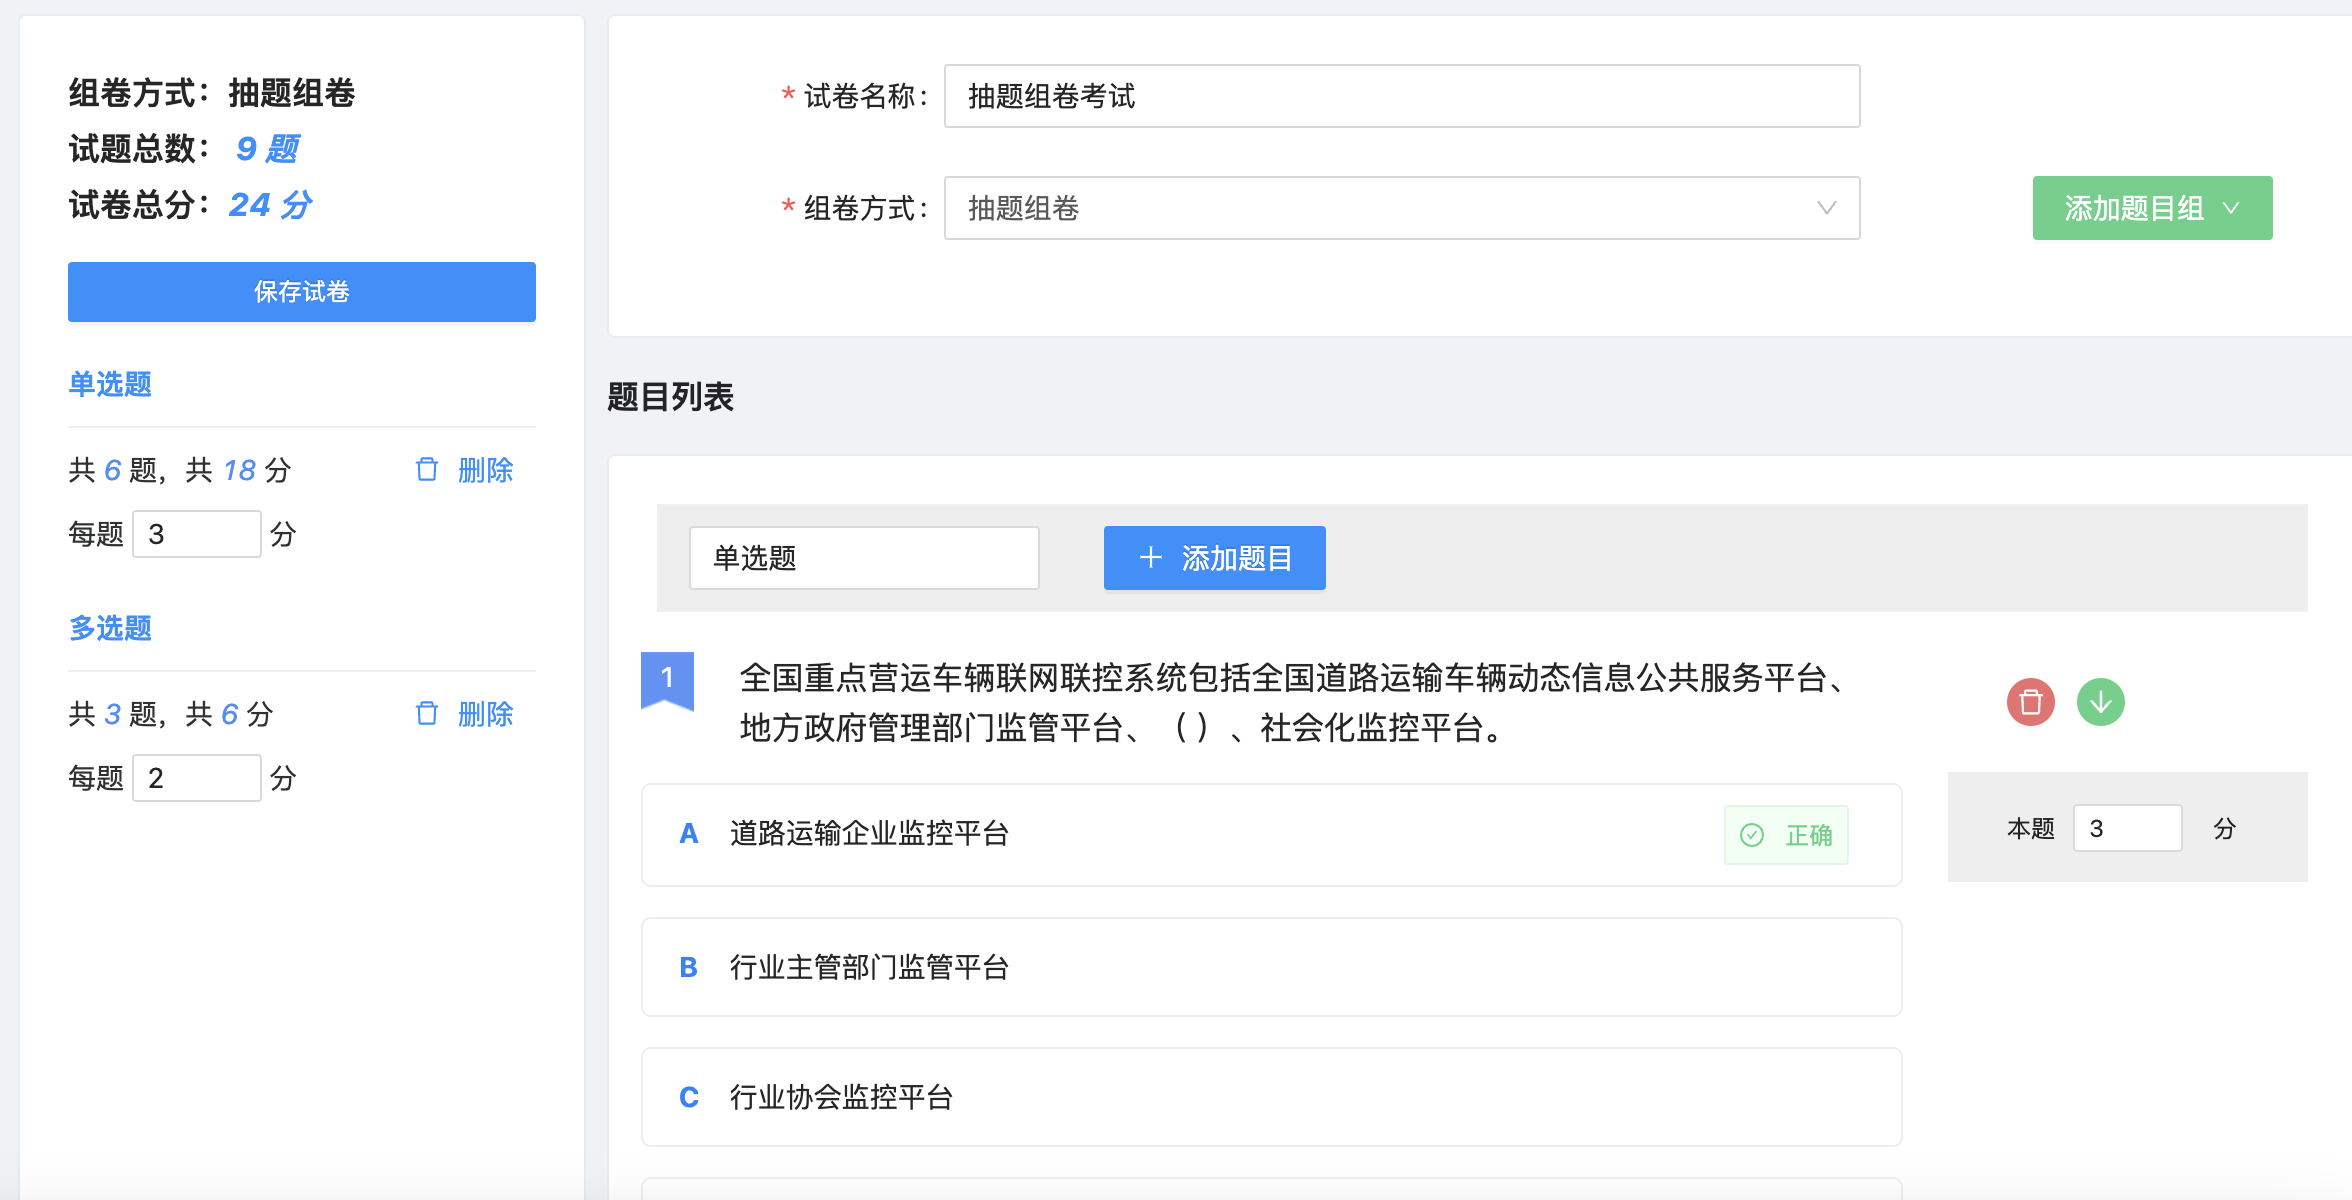 组卷方式：抽题组卷
试题总数： 9 题
试卷总分： 24 分
保存试卷
单选题
共 6 题，共 18 分 删除
每题 3 分
多选题
共 3 题，共 6 分 删除
每题 2 分
* 试卷名称： 抽题组卷考试
* 组卷方式： 抽题组卷
添加题目组
题目列表
单选题 添加题目
1 全国重点营运车辆联网联控系统包括全国道路运输车辆动态信息公共服务平台、
地方政府管理部门监管平台、（）、社会化监控平台。
A 道路运输企业监控平台 正确
本题 3 分
B 行业主管部门监管平台
C 行业协会监控平台